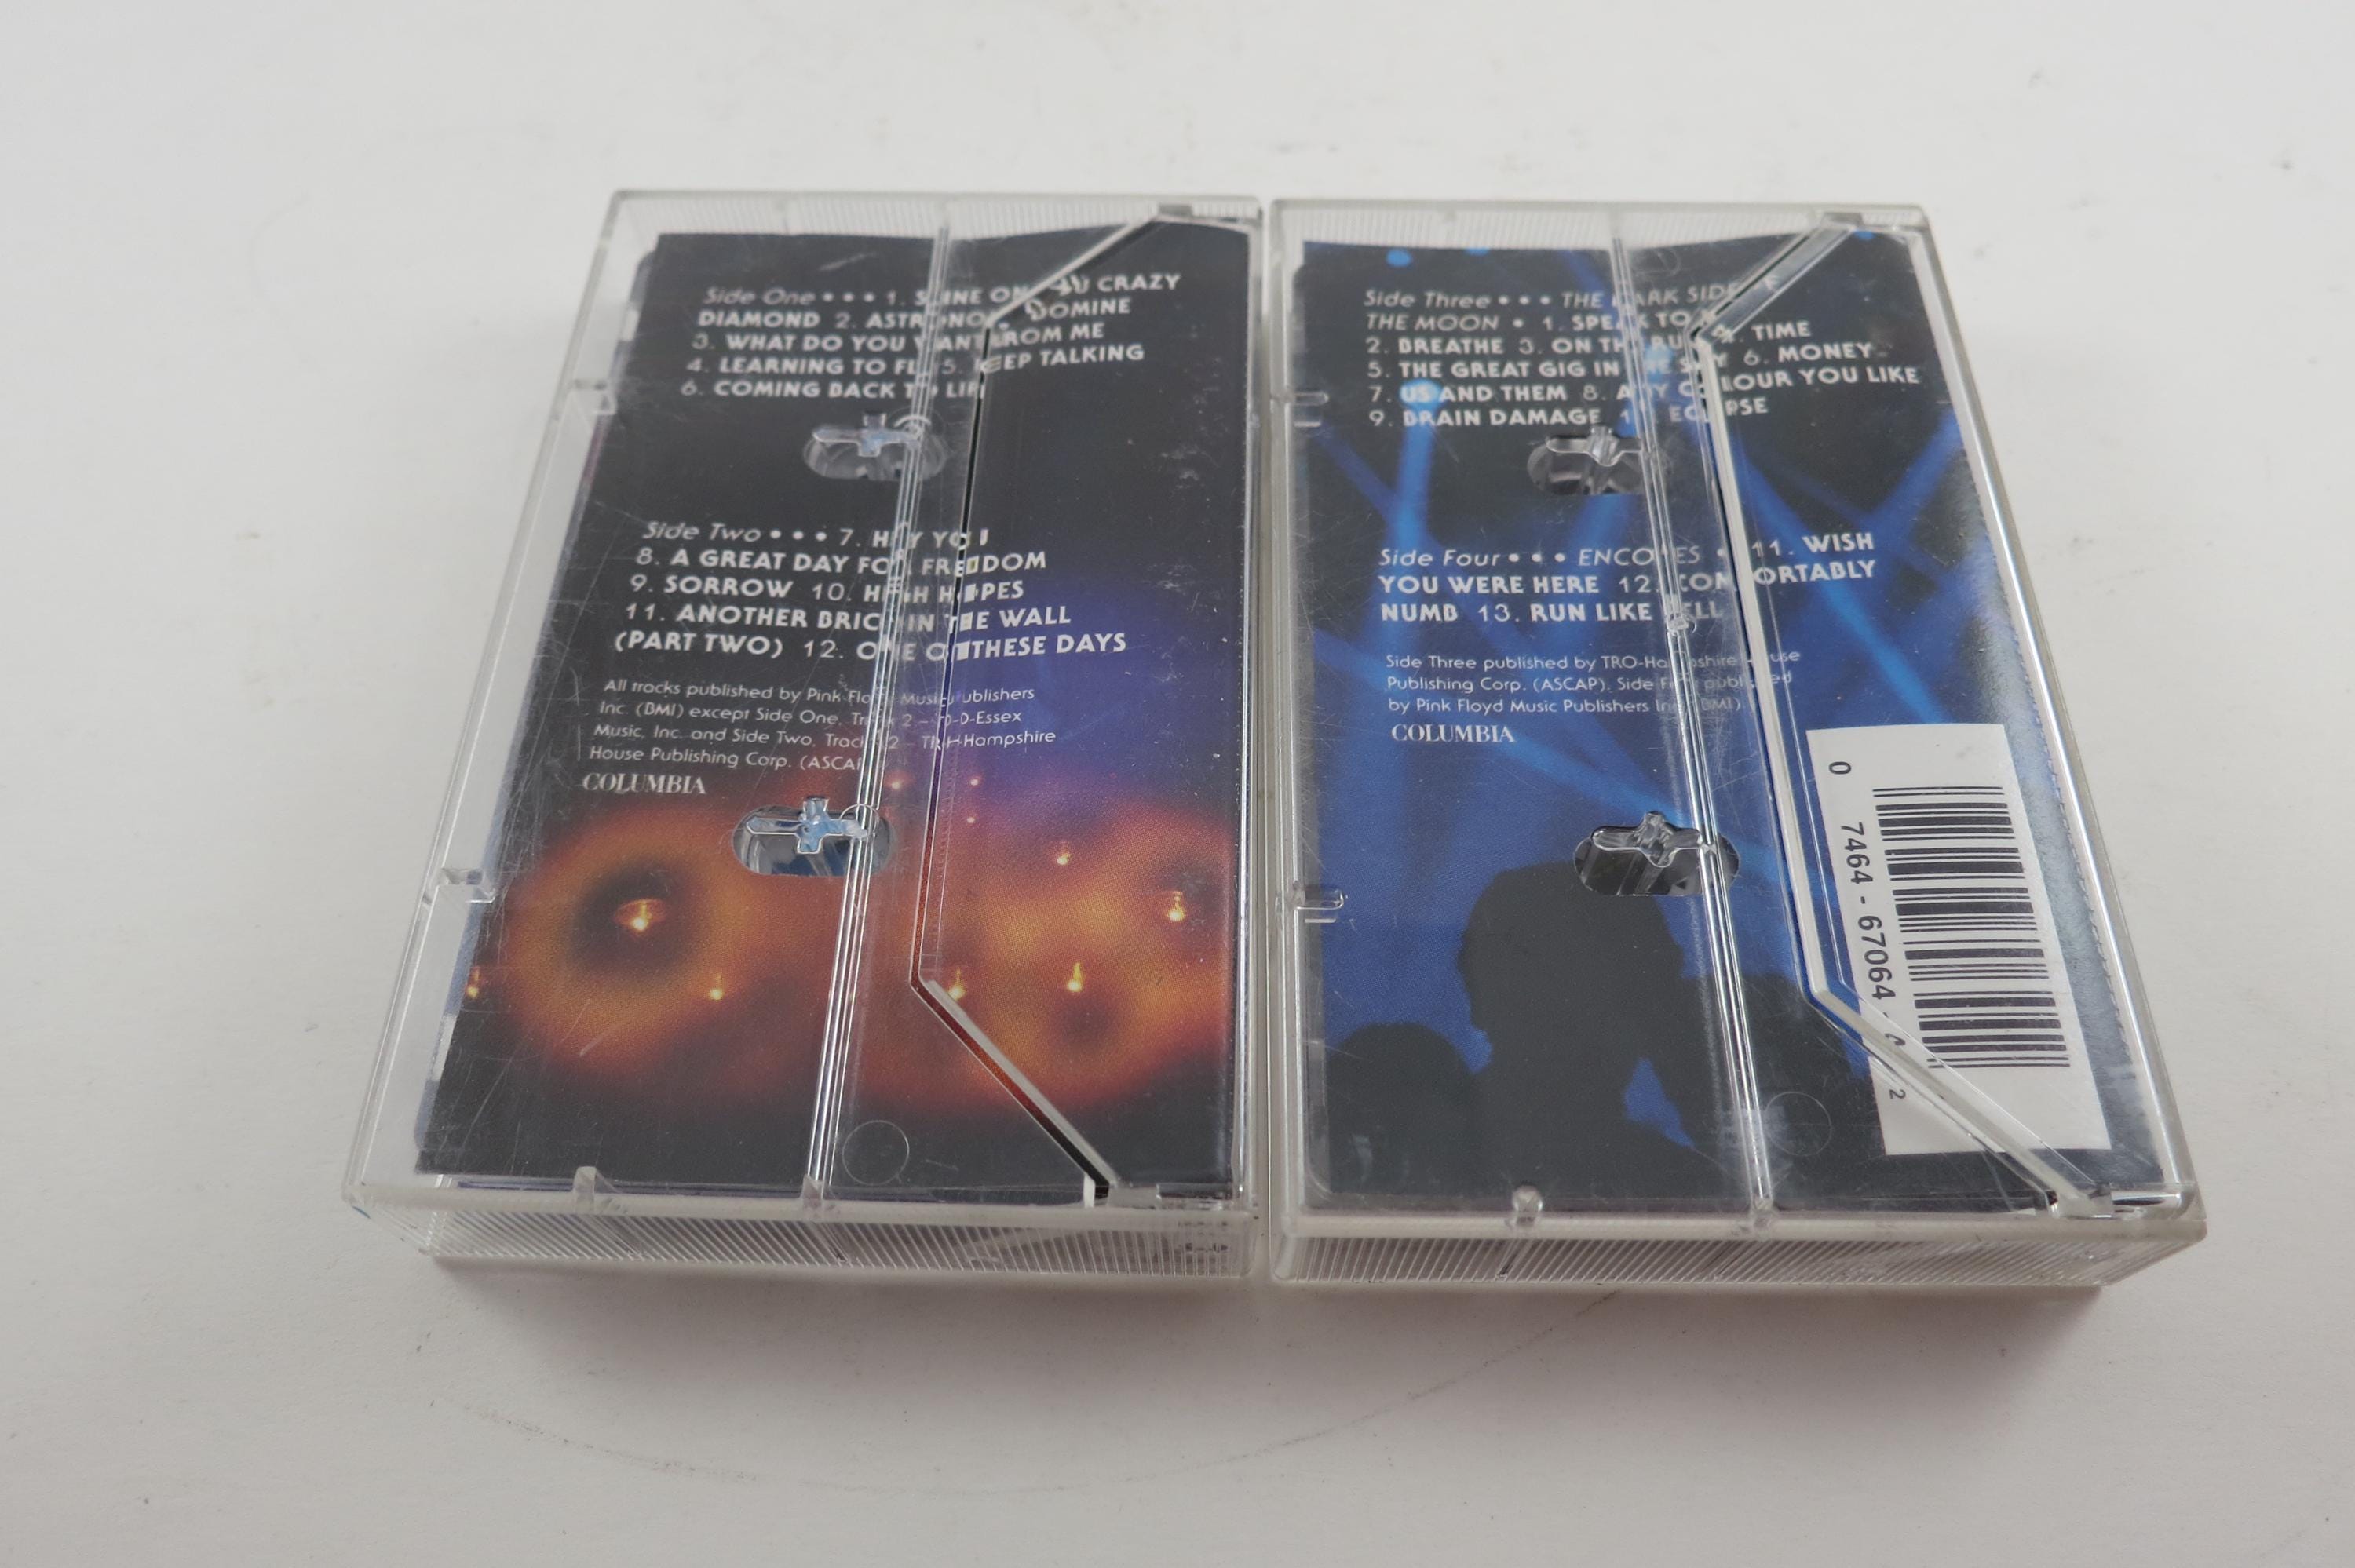 Side One • • • 1. SHINE ON YOU CRAZY
DIAMOND 2. ASTRONOMY DOMINE
3. WHAT DO YOU WANT FROM ME
4. LEARNING TO FLY 5. KEEP TALKING
6. COMING BACK TO LIFE
Side Two • • • 7. HEY YOU
8. A GREAT DAY FOR FREEDOM
9. SORROW 10. HIGH HOPES
11. ANOTHER BRICK IN THE WALL
(PART TWO) 12. ONE OF THESE DAYS
All tracks published by Pink Floyd Music Publishers
Inc. (BMI) except Side One, Track 2 – TRO-Essex
Music, Inc. and Side Two, Track 12 – TRO-Hampshire
House Publishing Corp. (ASCAP)
COLUMBIA
Side Three • • • THE DARK SIDE OF
THE MOON • 1. SPEAK TO ME
2. BREATHE 3. ON THE RUN 4. TIME
5. THE GREAT GIG IN THE SKY 6. MONEY
7. US AND THEM 8. ANY COLOUR YOU LIKE
9. BRAIN DAMAGE 10. ECLIPSE
Side Four • • • ENCORES • 11. WISH
YOU WERE HERE 12. COMFORTABLY
NUMB 13. RUN LIKE HELL
Side Three published by TRO-Hampshire House
Publishing Corp. (ASCAP). Side Four published
by Pink Floyd Music Publishers Inc. (BMI)
COLUMBIA
0 7464-67064 2